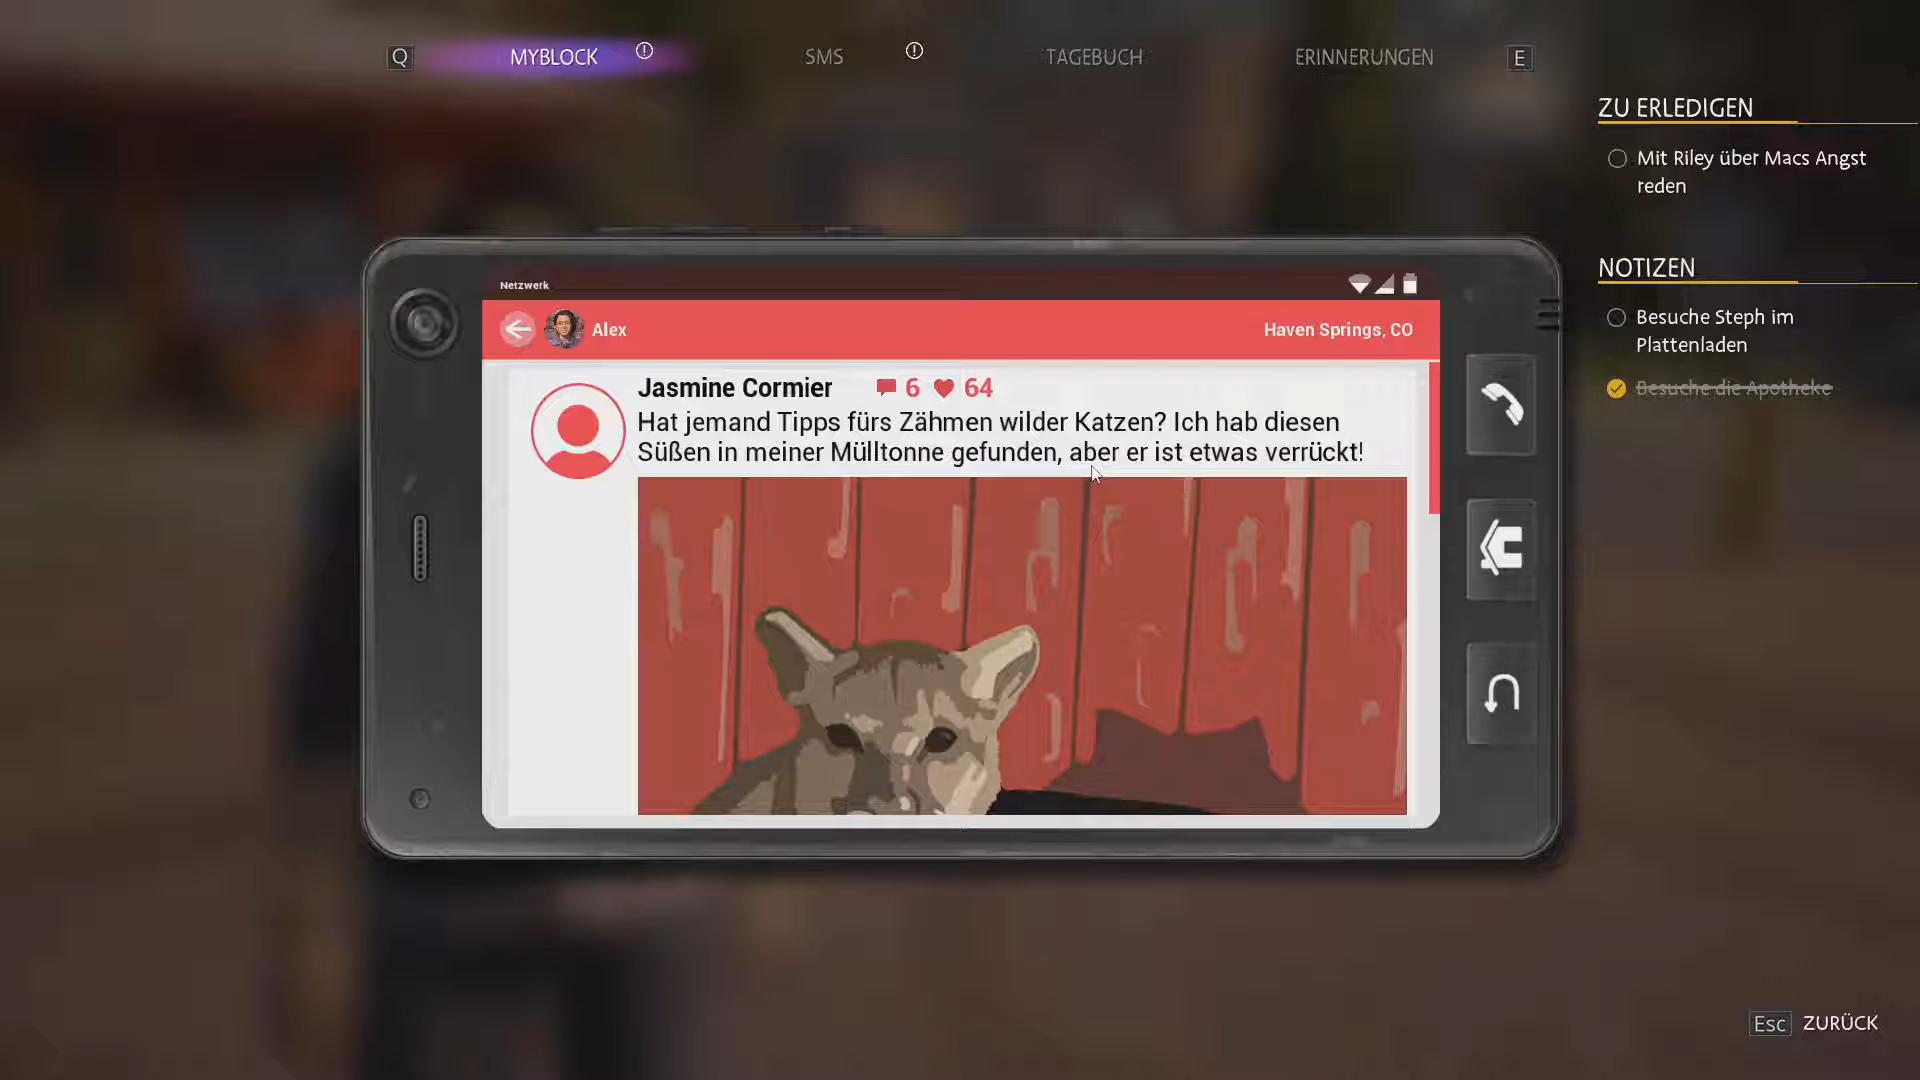 Q MYBLOCK SMS TAGEBUCH ERINNERUNGEN E
ZU ERLEDIGEN
Mit Riley über Macs Angst
reden
NOTIZEN
Besuche Steph im
Plattenladen
Besuche die Apotheke
Netzwerk
Alex Haven Springs, CO
Jasmine Cormier 6 64
Hat jemand Tipps fürs Zähmen wilder Katzen? Ich hab diesen
Süßen in meiner Mülltonne gefunden, aber er ist etwas verrückt!
Esc ZURÜCK